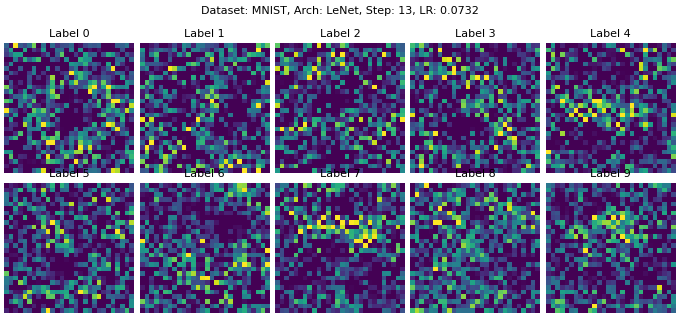 Dataset: MNIST, Arch: LeNet, Step: 13, LR: 0.0732
Label 0 Label 1 Label 2 Label 3 Label 4
Label 5 Label 6 Label 7 Label 8 Label 9